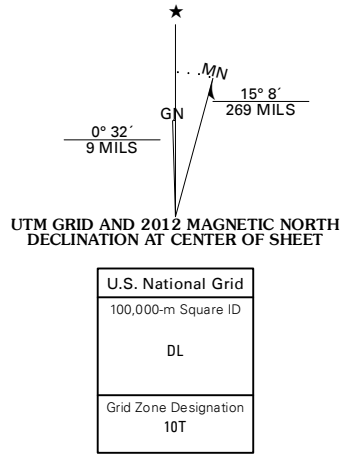 ★
MN
15° 8´
269 MILS
GN
0° 32´
9 MILS
UTM GRID AND 2012 MAGNETIC NORTH
DECLINATION AT CENTER OF SHEET
U.S. National Grid
100,000-m Square ID
DL
Grid Zone Designation
10T